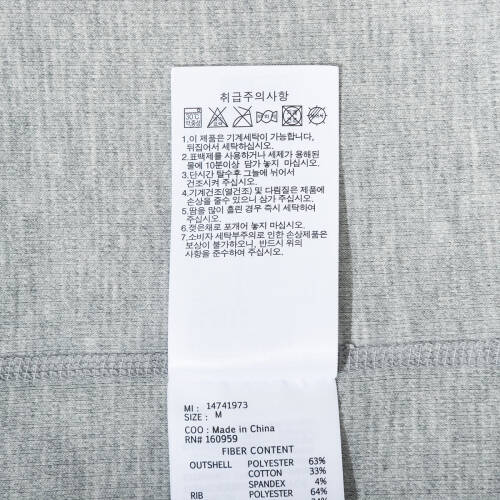 취급주의사항
30℃
약중성
1.이 제품은 기계세탁이 가능합니다,
뒤집어서 세탁하십시오.
2.표백제를 사용하거나 세제가 용해된
물에 10분이상 담가 놓지 마십시오.
3.단시간 탈수후 그늘에 뉘어서
건조시켜 주십시오.
4.기계건조(열건조) 및 다림질은 제품에
손상을 줄수 있으니 삼가 주십시오.
5.땀을 많이 흘린 경우 즉시 세탁하여
주십시오.
6.젖은채로 포개어 놓지 마십시오.
7.소비자 세탁부주의로 인한 손상제품은
보상이 불가하오니, 반드시 위의
사항을 준수하여 주십시오.
MI: 14741973
SIZE: M
COO: Made in China
RN# 160959
FIBER CONTENT
OUTSHELL POLYESTER 63%
COTTON 33%
SPANDEX 4%
RIB POLYESTER 64%